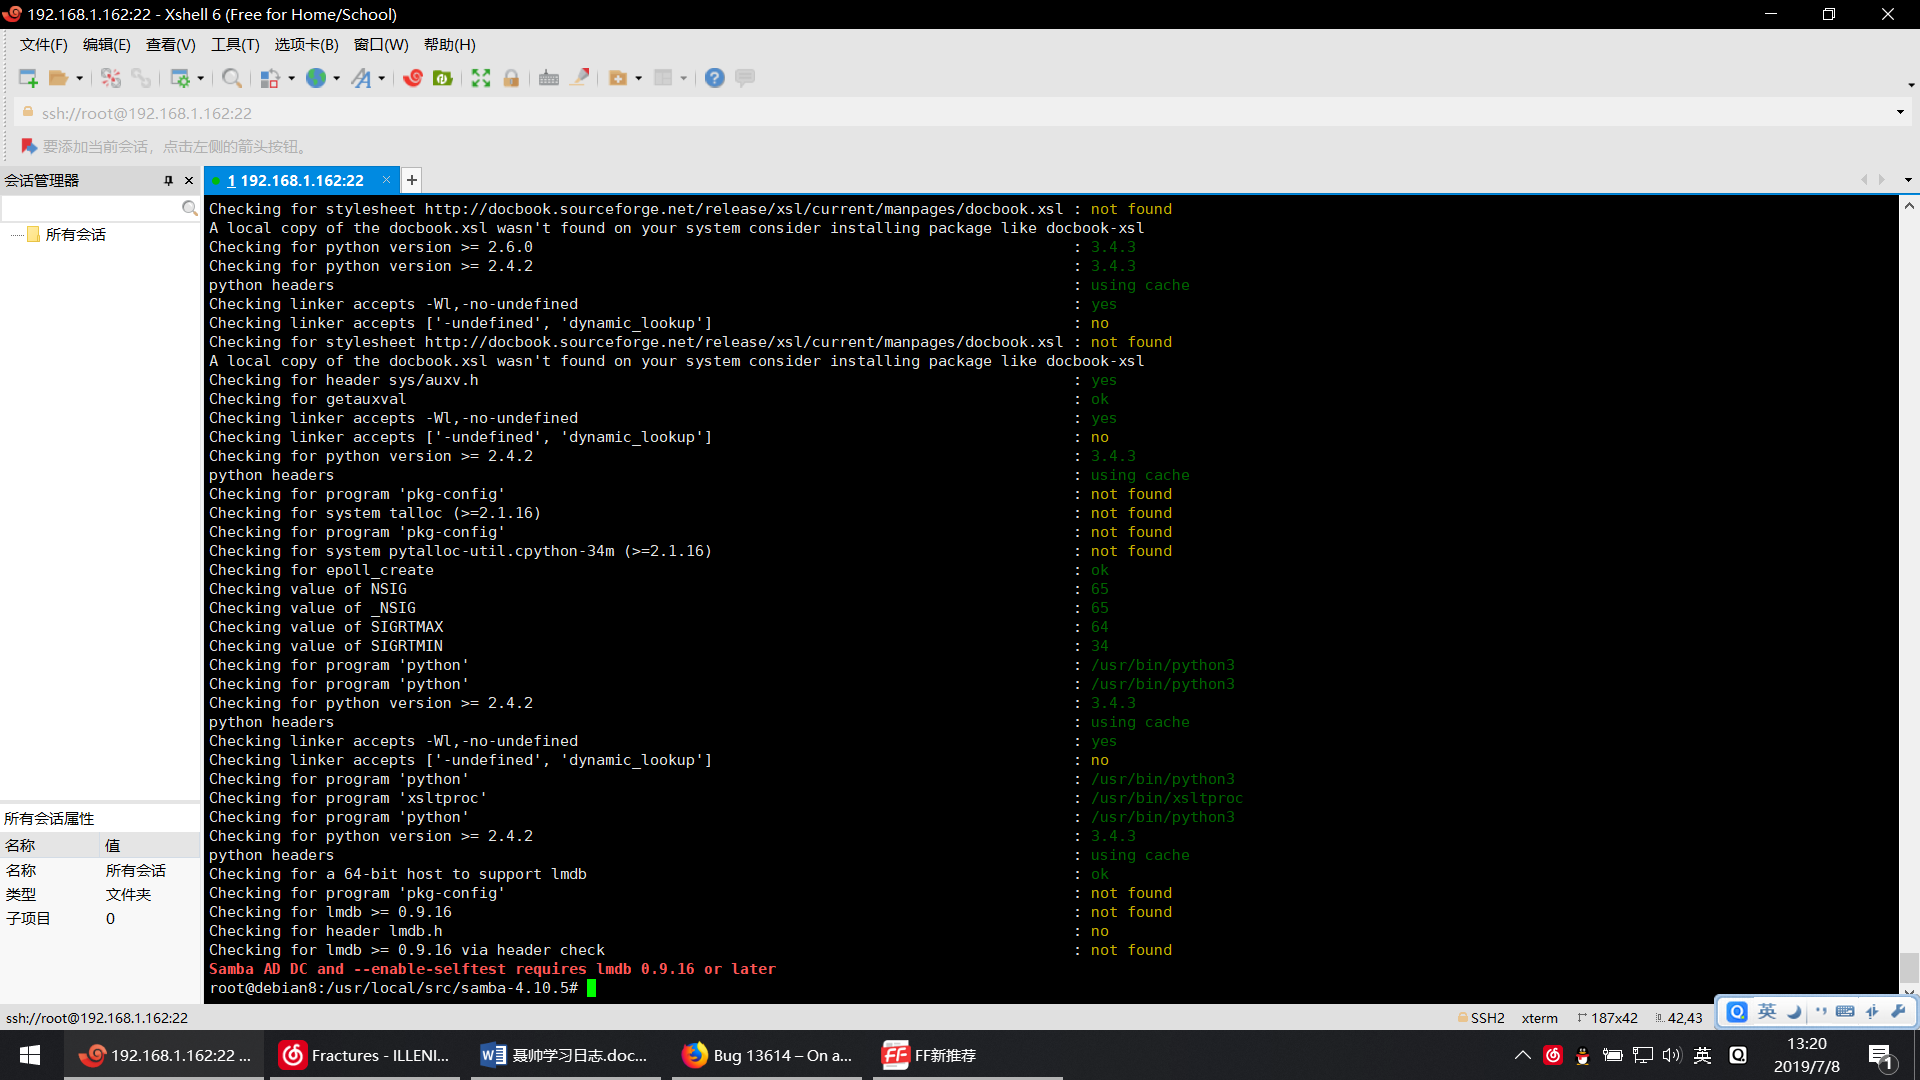 192.168.1.162:22 - Xshell 6 (Free for Home/School)
文件(F) 编辑(E) 查看(V) 工具(T) 选项卡(B) 窗口(W) 帮助(H)
ssh://root@192.168.1.162:22
要添加当前会话，点击左侧的箭头按钮。
会话管理器
1 192.168.1.162:22
所有会话
Checking for stylesheet http://docbook.sourceforge.net/release/xsl/current/manpages/docbook.xsl : not found
A local copy of the docbook.xsl wasn't found on your system consider installing package like docbook-xsl
Checking for python version >= 2.6.0 : 3.4.3
Checking for python version >= 2.4.2 : 3.4.3
python headers : using cache
Checking linker accepts -Wl,-no-undefined : yes
Checking linker accepts ['-undefined', 'dynamic_lookup'] : no
Checking for stylesheet http://docbook.sourceforge.net/release/xsl/current/manpages/docbook.xsl : not found
A local copy of the docbook.xsl wasn't found on your system consider installing package like docbook-xsl
Checking for header sys/auxv.h : yes
Checking for getauxval : ok
Checking linker accepts -Wl,-no-undefined : yes
Checking linker accepts ['-undefined', 'dynamic_lookup'] : no
Checking for python version >= 2.4.2 : 3.4.3
python headers : using cache
Checking for program 'pkg-config' : not found
Checking for system talloc (>=2.1.16) : not found
Checking for program 'pkg-config' : not found
Checking for system pytalloc-util.cpython-34m (>=2.1.16) : not found
Checking for epoll_create : ok
Checking value of NSIG : 65
Checking value of _NSIG : 65
Checking value of SIGRTMAX : 64
Checking value of SIGRTMIN : 34
Checking for program 'python' : /usr/bin/python3
Checking for program 'python' : /usr/bin/python3
Checking for python version >= 2.4.2 : 3.4.3
python headers : using cache
Checking linker accepts -Wl,-no-undefined : yes
Checking linker accepts ['-undefined', 'dynamic_lookup'] : no
Checking for program 'python' : /usr/bin/python3
Checking for program 'xsltproc' : /usr/bin/xsltproc
Checking for program 'python' : /usr/bin/python3
Checking for python version >= 2.4.2 : 3.4.3
python headers : using cache
Checking for a 64-bit host to support lmdb : ok
Checking for program 'pkg-config' : not found
Checking for lmdb >= 0.9.16 : not found
Checking for header lmdb.h : no
Checking for lmdb >= 0.9.16 via header check : not found
Samba AD DC and --enable-selftest requires lmdb 0.9.16 or later
root@debian8:/usr/local/src/samba-4.10.5#
所有会话属性
名称 值
名称 所有会话
类型 文件夹
子项目 0
ssh://root@192.168.1.162:22
SSH2 xterm 187x42 42,43
英
192.168.1.162:22 ...
Fractures - ILLENI...
聂帅学习日志.doc...
Bug 13614 – On a...
FF新推荐
英
13:20
2019/7/8
1